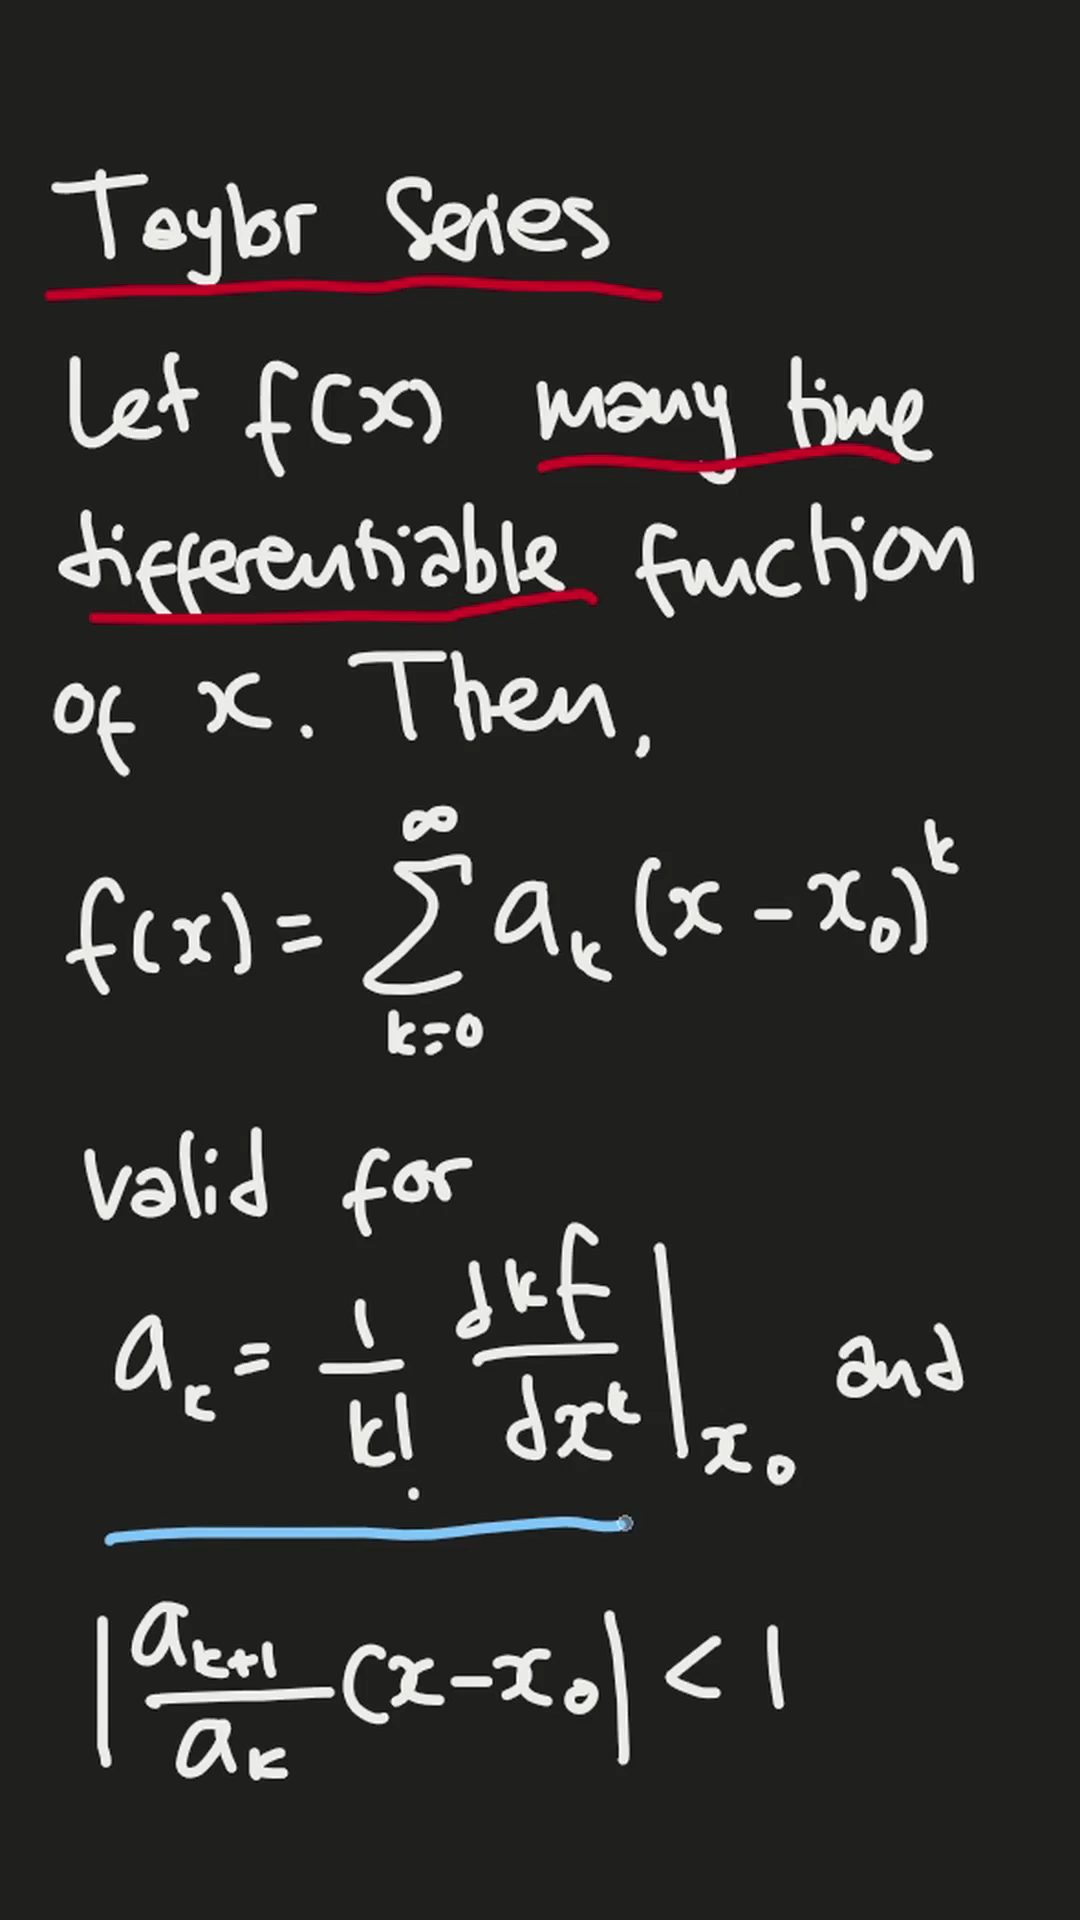 Taylor Series
Let f(x) many time
differentiable function
of x. Then,
f(x) = ∑_{k=0}^{∞} a_k (x - x_0)^k
valid for
a_k = 1/k! d^k f/dx^k |_{x_0} and
|a_{k+1}/a_k (x - x_0)| < 1